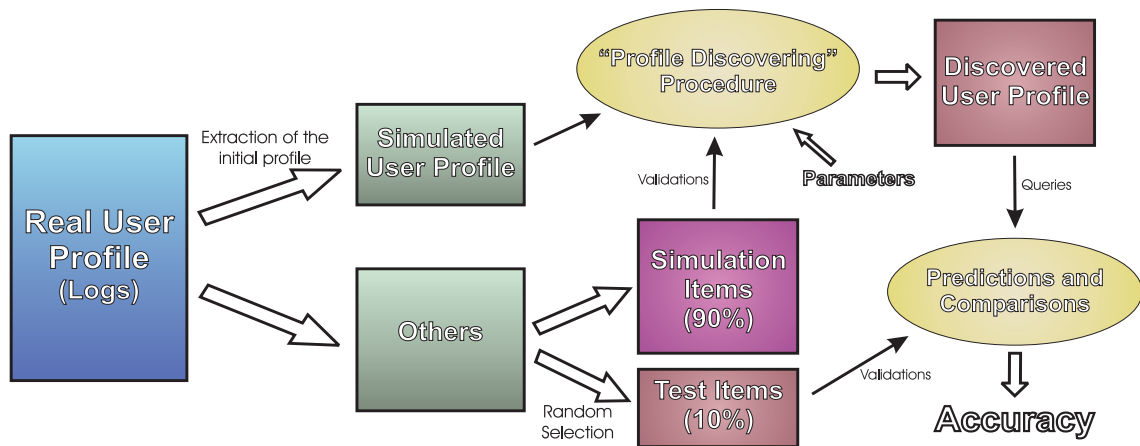 Real User
Profile
(Logs)
Extraction of the
initial profile
Simulated
User Profile
Others
Random
Selection
Simulation
Items
(90%)
Test Items
(10%)
Validations
“Profile Discovering”
Procedure
Parameters
Discovered
User Profile
Queries
Predictions and
Comparisons
Validations
Accuracy